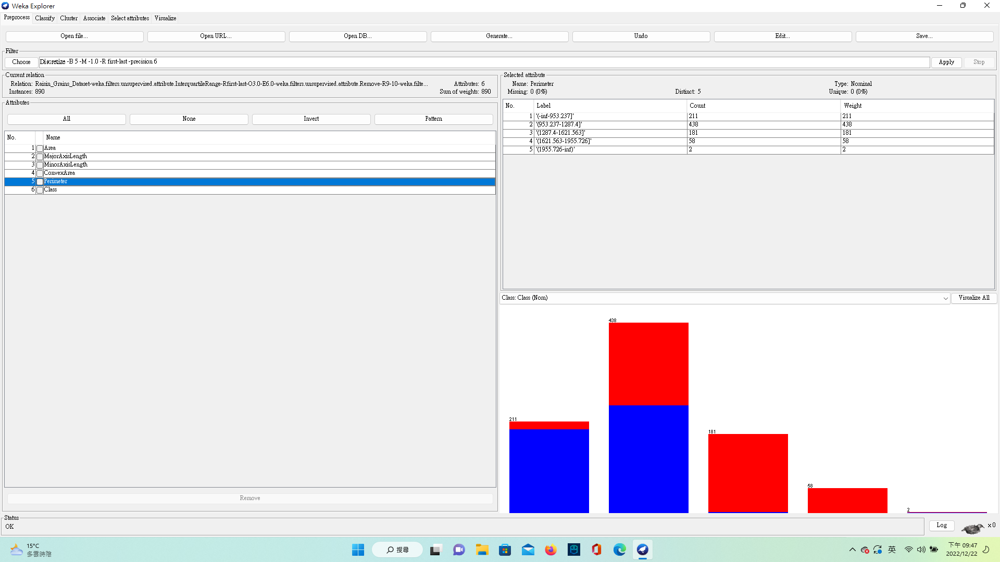 Weka Explorer
Preprocess Classify Cluster Associate Select attributes Visualize
Open file... Open URL... Open DB... Generate... Undo Edit... Save...
Filter
Choose Discretize -B 5 -M -1.0 -R first-last -precision 6 Apply Stop
Current relation
Relation: Raisin_Grains_Dataset-weka.filters.unsupervised.attribute.InterquartileRange-Rfirst-last-O3.0-E6.0-weka.filters.unsupervised.attribute.Remove-R9-10-weka.filte... Attributes: 6
Instances: 890 Sum of weights: 890
Attributes
All None Invert Pattern
No. Name
1 Area
2 MajorAxisLength
3 MinorAxisLength
4 ConvexArea
5 Perimeter
6 Class
Remove
Selected attribute
Name: Perimeter Type: Nominal
Missing: 0 (0%) Distinct: 5 Unique: 0 (0%)
No. Label Count Weight
1 '(-inf-953.237]' 211 211
2 '(953.237-1287.4]' 438 438
3 '(1287.4-1621.563]' 181 181
4 '(1621.563-1955.726]' 58 58
5 '(1955.726-inf)' 2 2
Class: Class (Nom) Visualize All
438
211
181
58
2
Status
OK
Log x 0
15°C
多雲時陰
搜尋
英
下午 09:47
2022/12/22